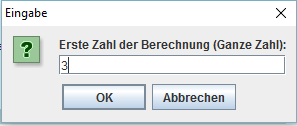 Eingabe
Erste Zahl der Berechnung (Ganze Zahl):
3
OK
Abbrechen